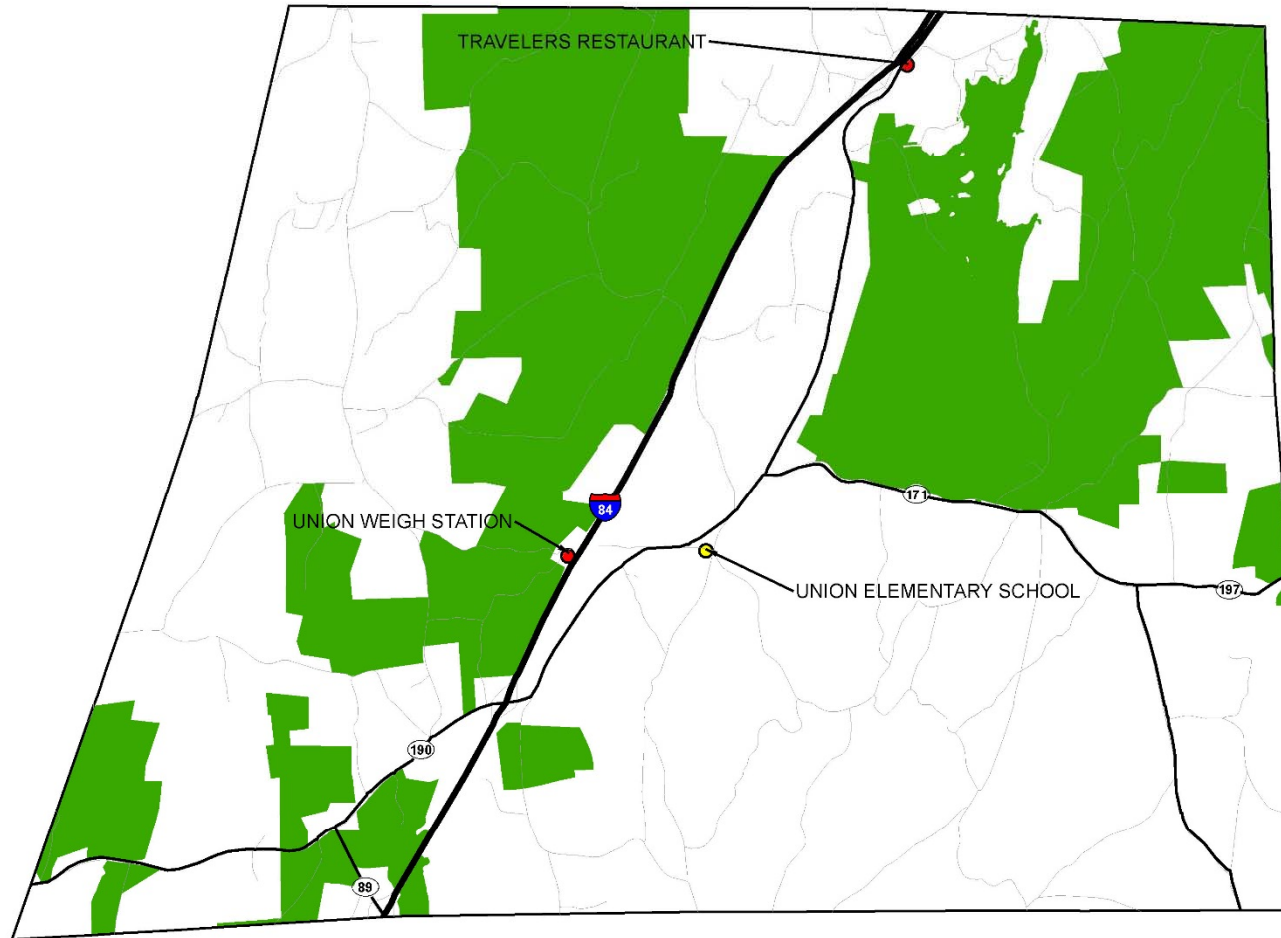 TRAVELERS RESTAURANT
171
84
UNION WEIGH STATION
UNION ELEMENTARY SCHOOL
197
190
89